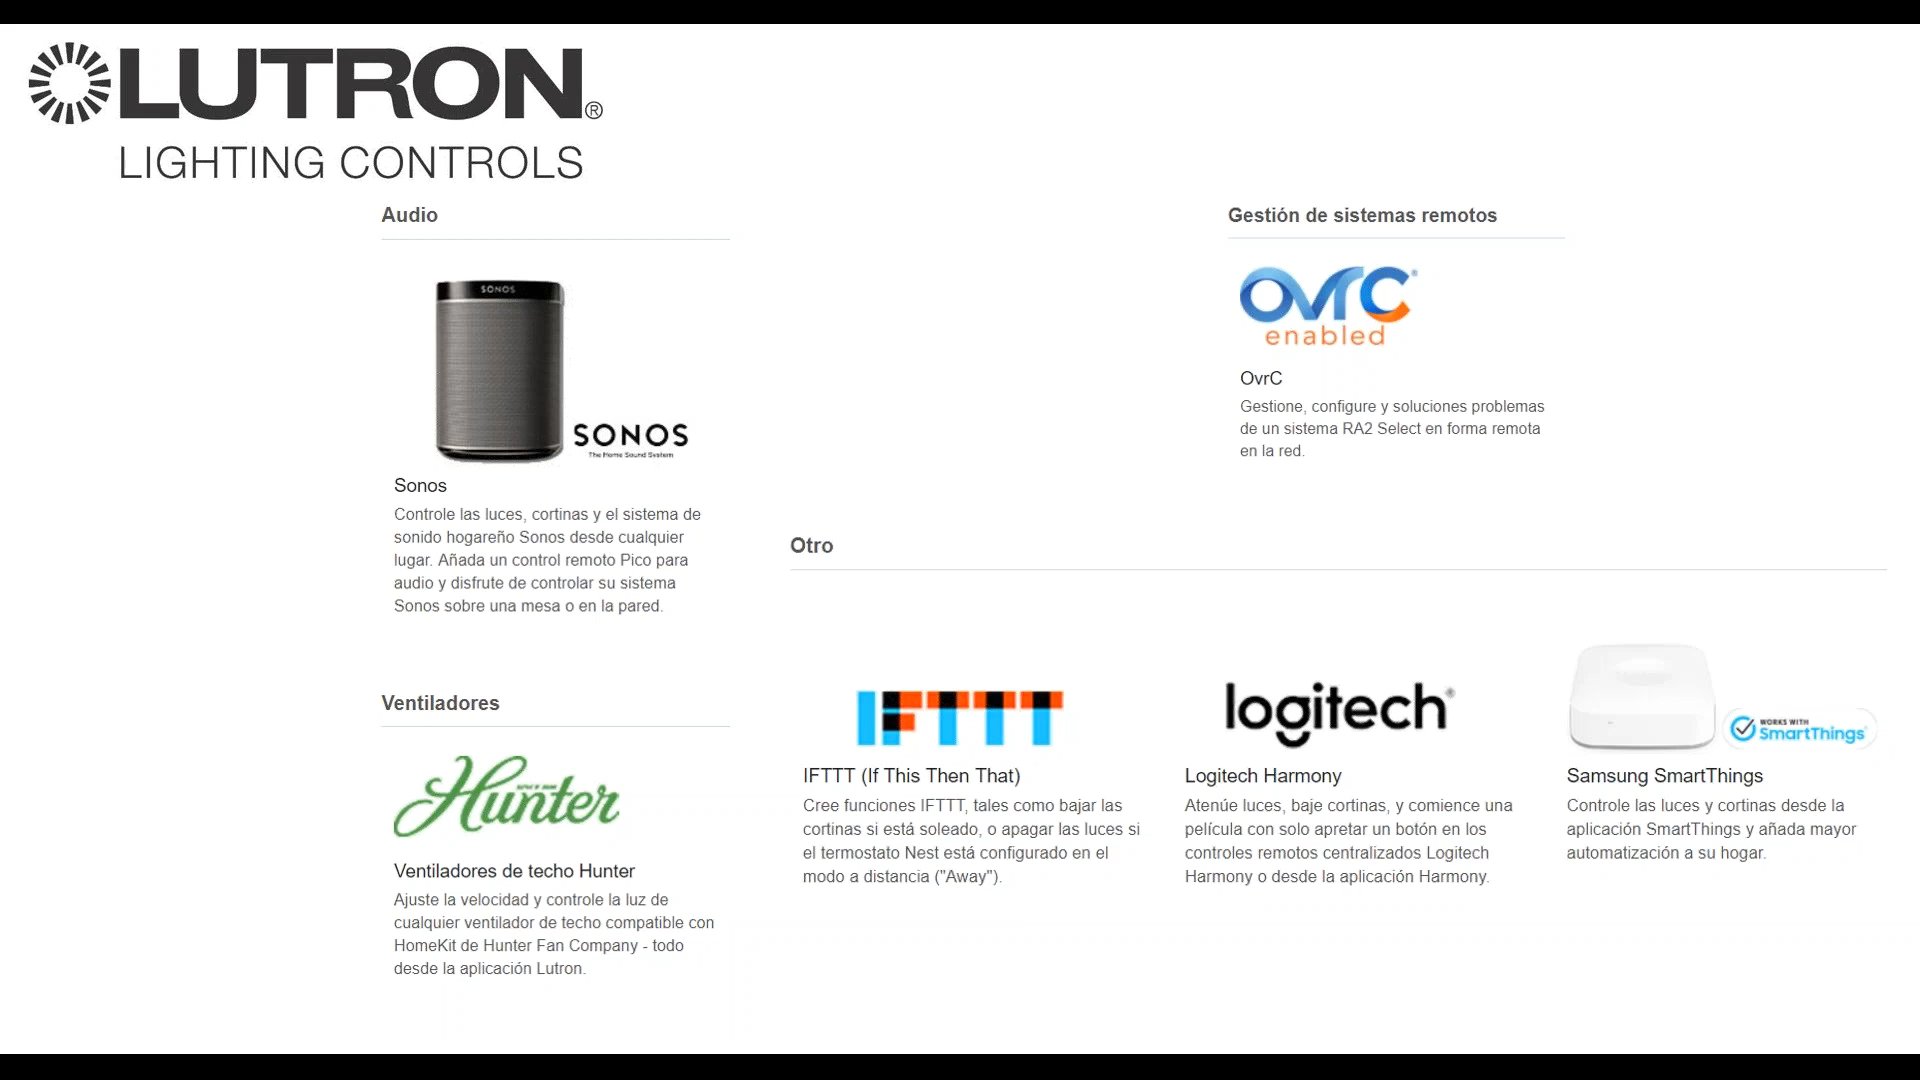 LUTRON®
LIGHTING CONTROLS
Audio
SONOS
SONOS
The Home Sound System
Sonos
Controle las luces, cortinas y el sistema de
sonido hogareño Sonos desde cualquier
lugar. Añada un control remoto Pico para
audio y disfrute de controlar su sistema
Sonos sobre una mesa o en la pared.
Gestión de sistemas remotos
OvrC®
enabled
OvrC
Gestione, configure y soluciones problemas
de un sistema RA2 Select en forma remota
en la red.
Ventiladores
Hunter
Ventiladores de techo Hunter
Ajuste la velocidad y controle la luz de
cualquier ventilador de techo compatible con
HomeKit de Hunter Fan Company - todo
desde la aplicación Lutron.
Otro
IFTTT
IFTTT (If This Then That)
Cree funciones IFTTT, tales como bajar las
cortinas si está soleado, o apagar las luces si
el termostato Nest está configurado en el
modo a distancia ("Away").
logitech®
Logitech Harmony
Atenúe luces, baje cortinas, y comience una
película con solo apretar un botón en los
controles remotos centralizados Logitech
Harmony o desde la aplicación Harmony.
WORKS WITH
SmartThings
Samsung SmartThings
Controle las luces y cortinas desde la
aplicación SmartThings y añada mayor
automatización a su hogar.